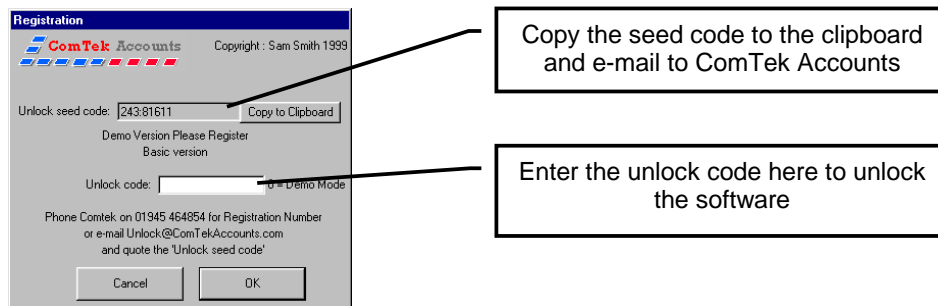 Registration
ComTek Accounts
Copyright : Sam Smith 1999
Unlock seed code: 243:81611 Copy to Clipboard
Demo Version Please Register
Basic version
Unlock code: 0 = Demo Mode
Phone Comtek on 01945 464854 for Registration Number
or e-mail Unlock@ComTekAccounts.com
and quote the 'Unlock seed code'
Cancel OK
Copy the seed code to the clipboard
and e-mail to ComTek Accounts
Enter the unlock code here to unlock
the software